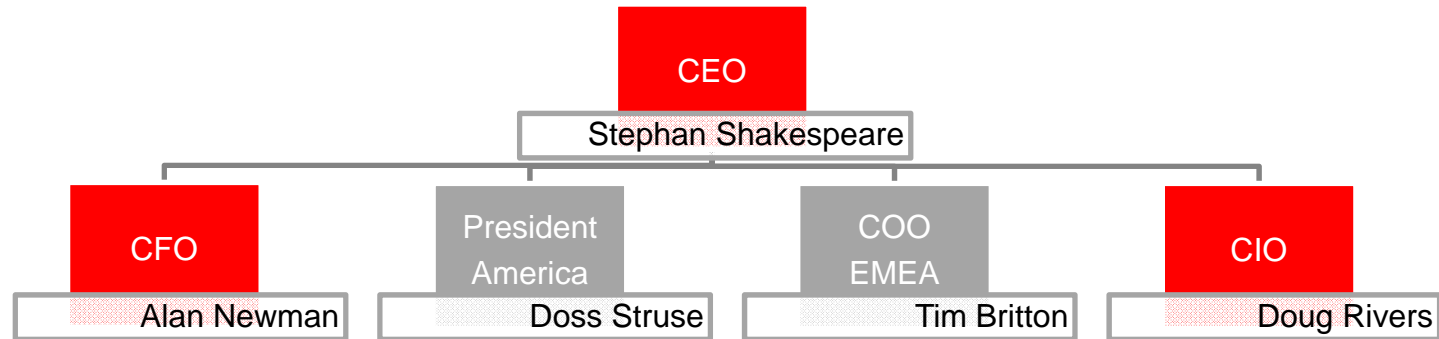 CEO
Stephan Shakespeare
CFO
Alan Newman
President
America
Doss Struse
COO
EMEA
Tim Britton
CIO
Doug Rivers